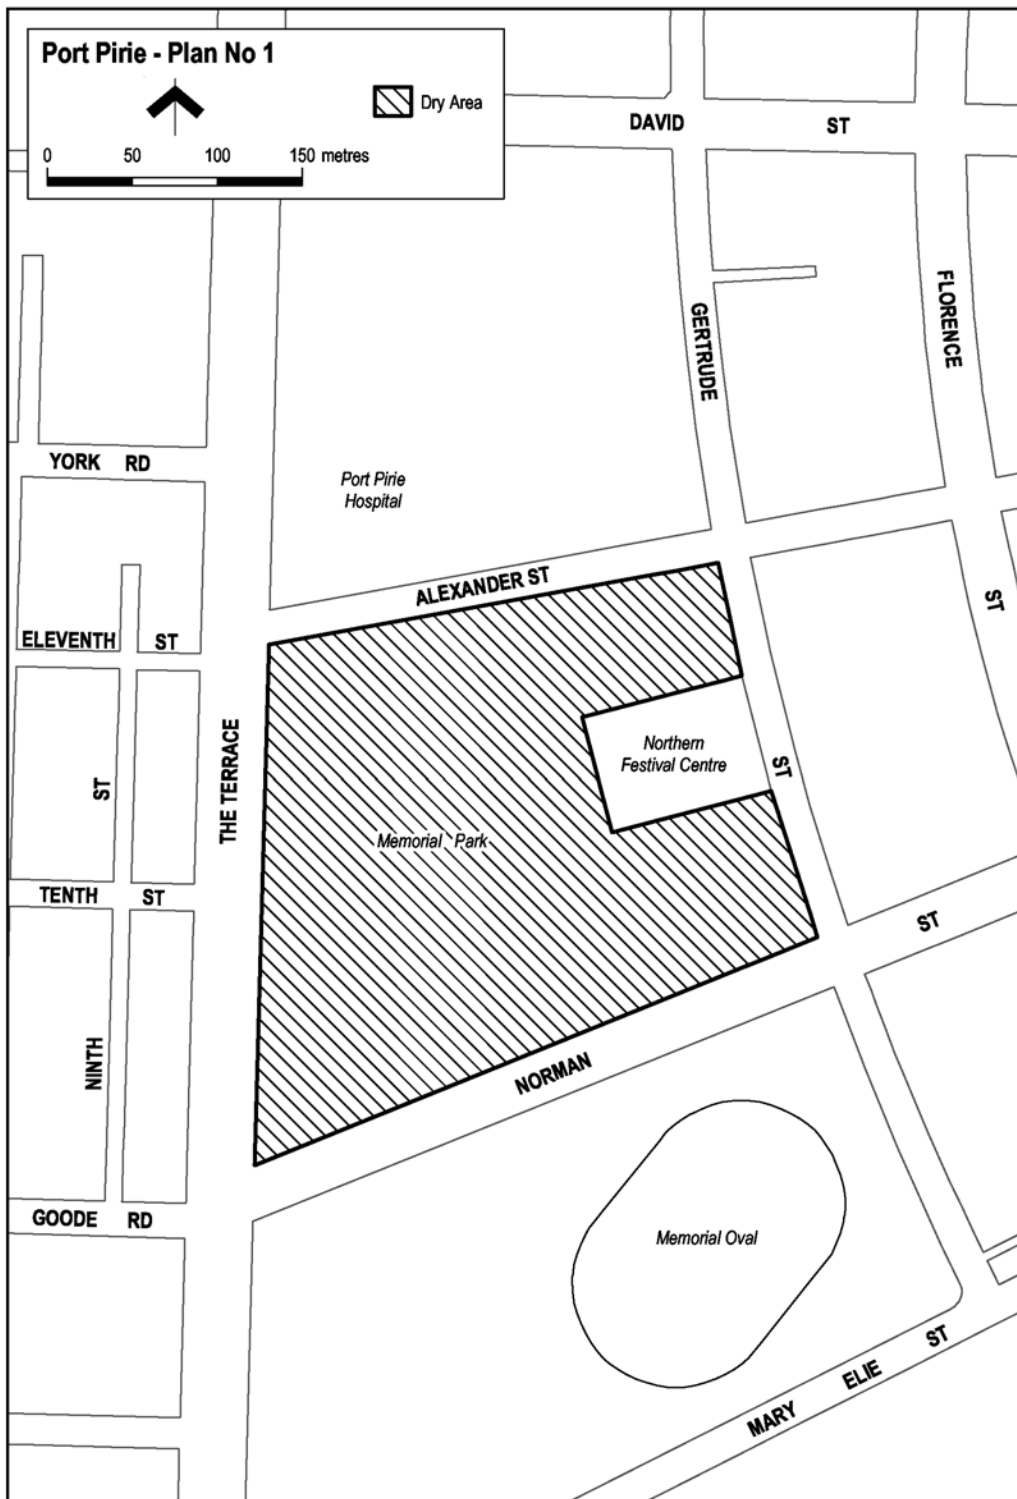 Port Pirie - Plan No 1
Dry Area
0 50 100 150 metres
DAVID ST
GERTRUDE
FLORENCE
YORK RD
Port Pirie
Hospital
ALEXANDER ST
ST
ELEVENTH ST
THE TERRACE
Northern
Festival Centre
ST
ST
Memorial Park
TENTH ST
ST
NINTH
NORMAN
GOODE RD
Memorial Oval
MARY ELIE ST